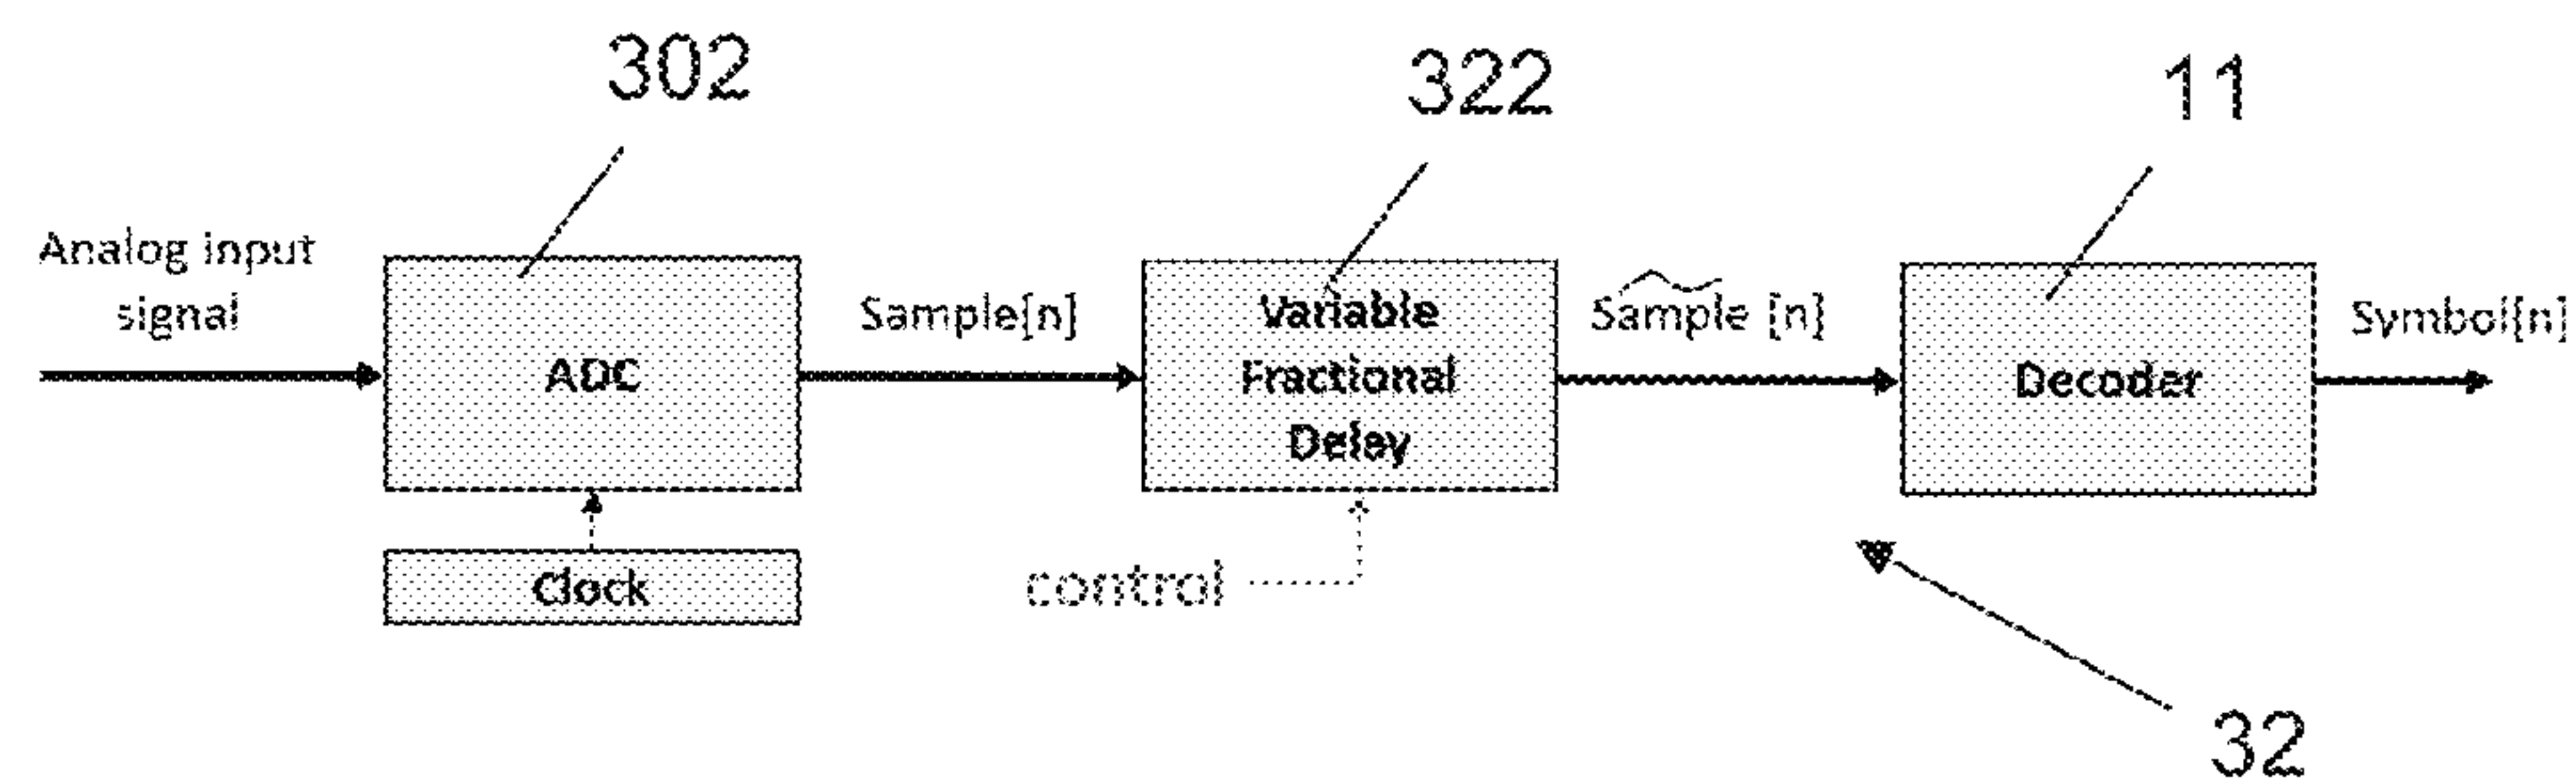 302
322
11
Analog input
signal
ADC
Sample[n]
Variable
Fractional
Delay
Sample [n]
Decoder
Symbol[n]
Clock
control
32